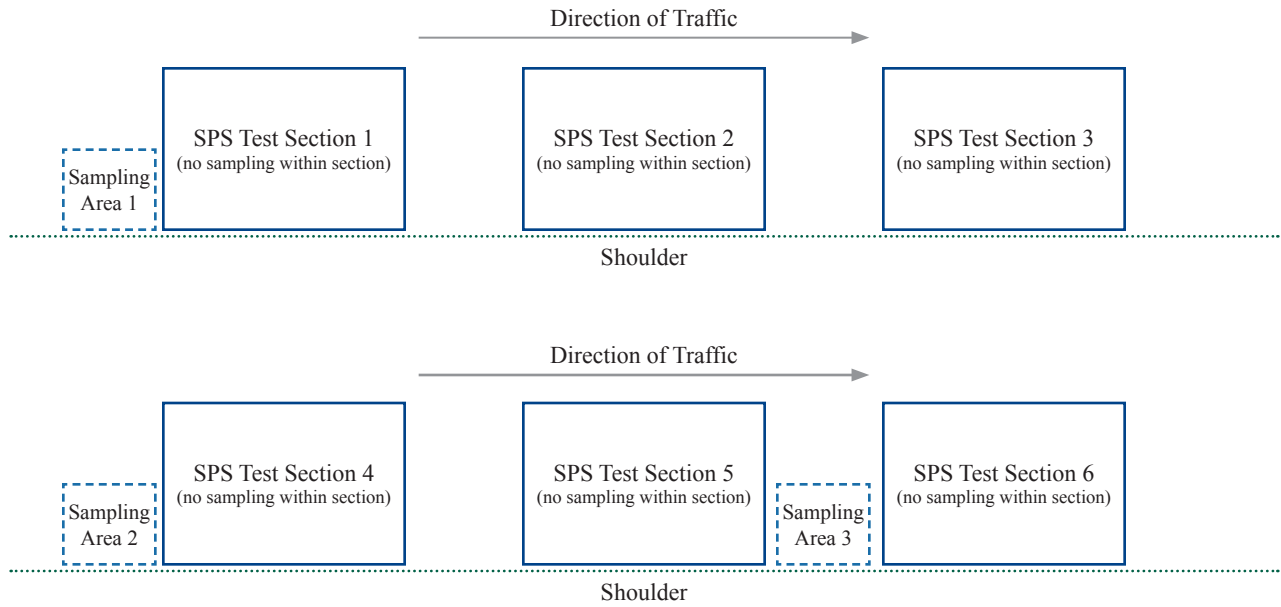 Direction of Traffic
SPS Test Section 1
(no sampling within section)
SPS Test Section 2
(no sampling within section)
SPS Test Section 3
(no sampling within section)
Sampling
Area 1
Shoulder
Direction of Traffic
SPS Test Section 4
(no sampling within section)
SPS Test Section 5
(no sampling within section)
SPS Test Section 6
(no sampling within section)
Sampling
Area 2
Sampling
Area 3
Shoulder